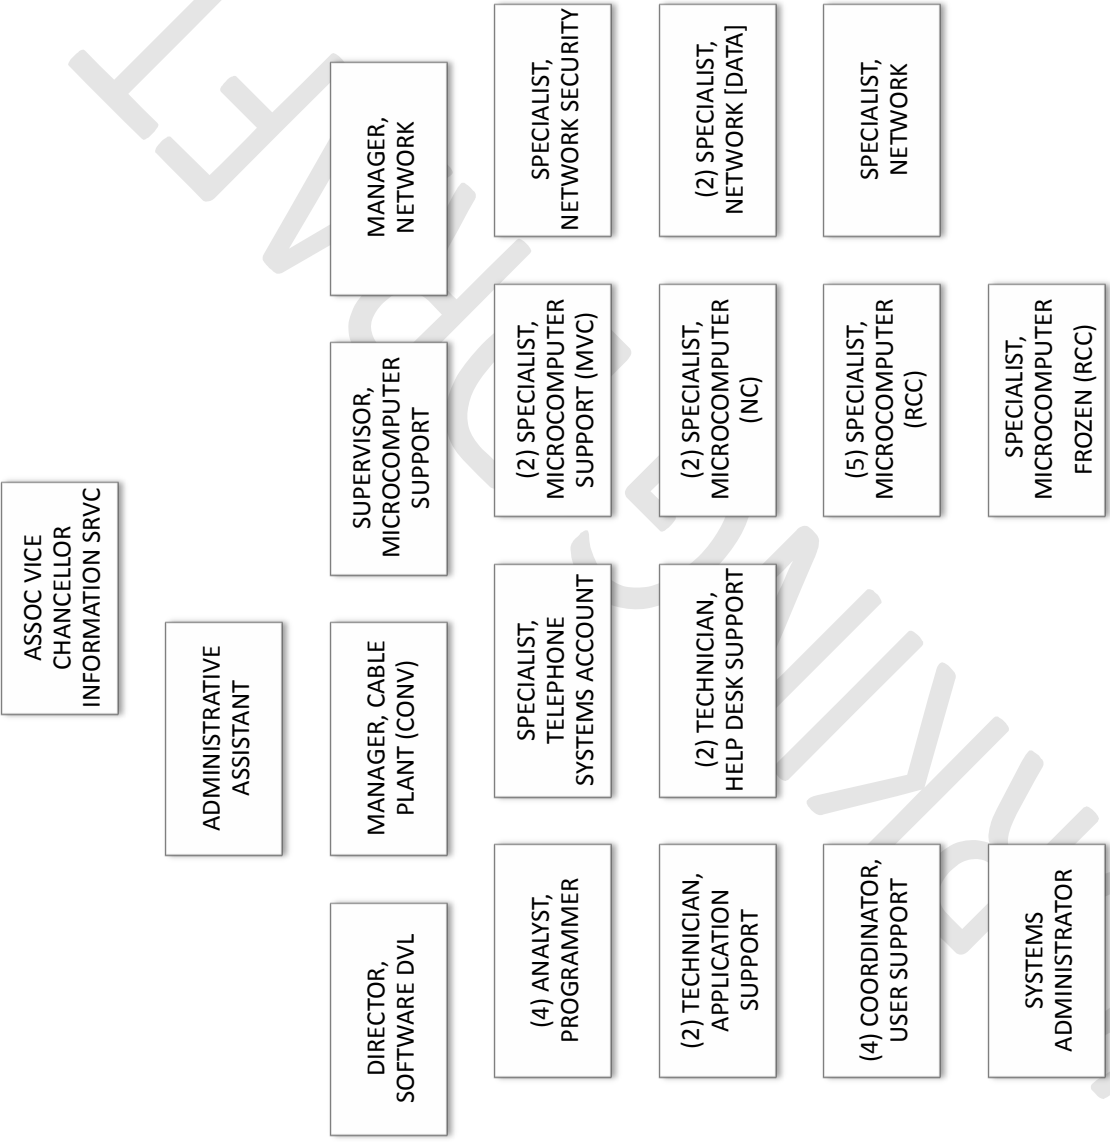 ASSOC VICE
CHANCELLOR
INFORMATION SRVC
ADMINISTRATIVE
ASSISTANT
DIRECTOR,
SOFTWARE DVL
MANAGER, CABLE
PLANT (CONV)
SUPERVISOR,
MICROCOMPUTER
SUPPORT
MANAGER,
NETWORK
(4) ANALYST,
PROGRAMMER
SPECIALIST,
TELEPHONE
SYSTEMS ACCOUNT
(2) SPECIALIST,
MICROCOMPUTER
SUPPORT (MVC)
SPECIALIST,
NETWORK SECURITY
(2) TECHNICIAN,
APPLICATION
SUPPORT
(2) TECHNICIAN,
HELP DESK SUPPORT
(2) SPECIALIST,
MICROCOMPUTER
(NC)
(2) SPECIALIST,
NETWORK [DATA]
(4) COORDINATOR,
USER SUPPORT
(5) SPECIALIST,
MICROCOMPUTER
(RCC)
SPECIALIST,
NETWORK
SYSTEMS
ADMINISTRATOR
SPECIALIST,
MICROCOMPUTER
FROZEN (RCC)
RKING DRAFT